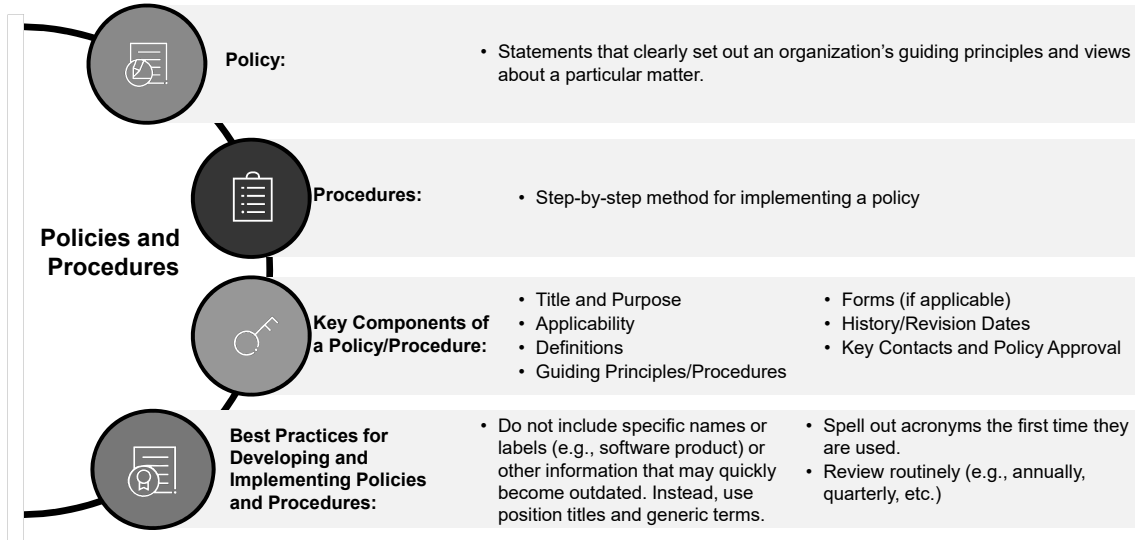 Policies and
Procedures
Policy:
• Statements that clearly set out an organization’s guiding principles and views
about a particular matter.
Procedures:
• Step-by-step method for implementing a policy
Key Components of
a Policy/Procedure:
• Title and Purpose
• Applicability
• Definitions
• Guiding Principles/Procedures
• Forms (if applicable)
• History/Revision Dates
• Key Contacts and Policy Approval
Best Practices for
Developing and
Implementing Policies
and Procedures:
• Do not include specific names or
labels (e.g., software product) or
other information that may quickly
become outdated. Instead, use
position titles and generic terms.
• Spell out acronyms the first time they
are used.
• Review routinely (e.g., annually,
quarterly, etc.)